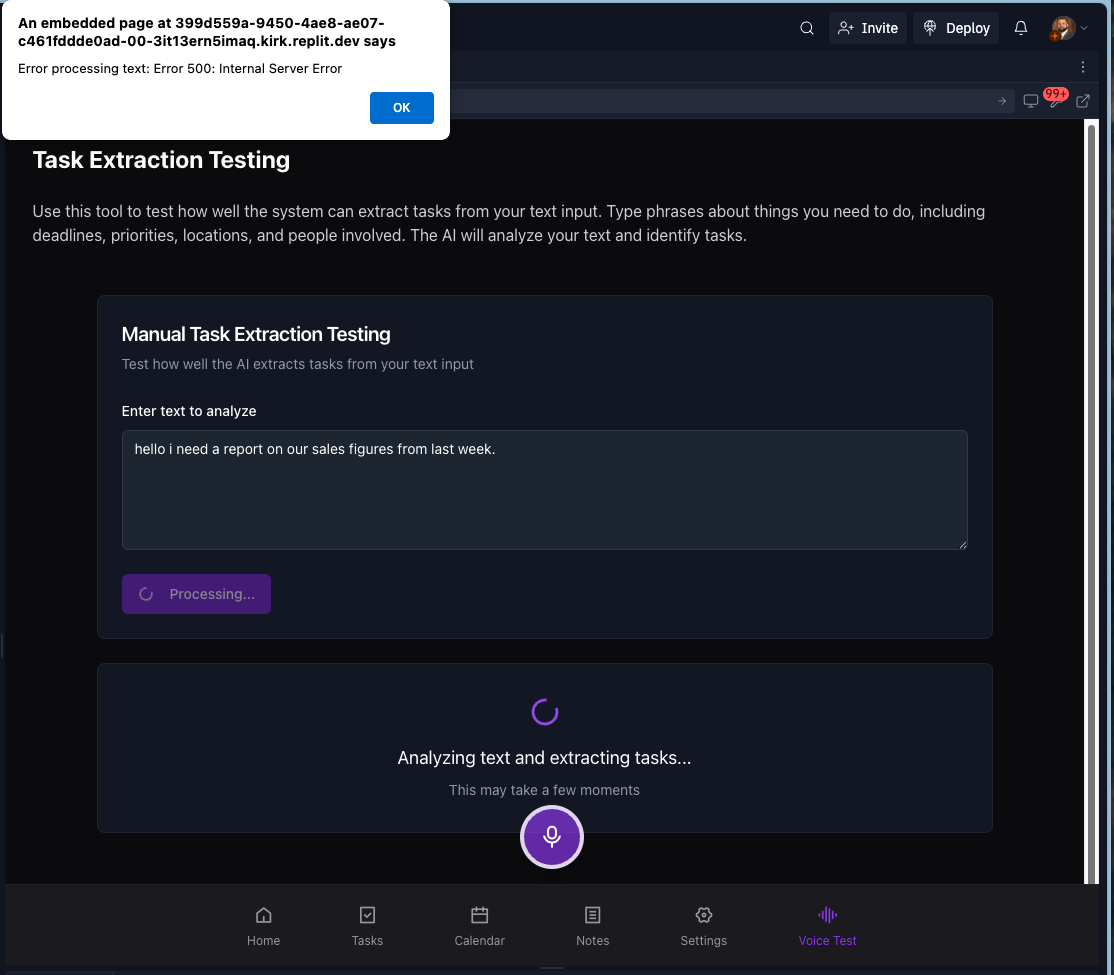 An embedded page at 399d559a-9450-4ae8-ae07-
c461fddde0ad-00-3it13ern5imaq.kirk.replit.dev says
Error processing text: Error 500: Internal Server Error
OK
Invite
Deploy
99+
Task Extraction Testing
Use this tool to test how well the system can extract tasks from your text input. Type phrases about things you need to do, including
deadlines, priorities, locations, and people involved. The AI will analyze your text and identify tasks.
Manual Task Extraction Testing
Test how well the AI extracts tasks from your text input
Enter text to analyze
hello i need a report on our sales figures from last week.
Processing...
Analyzing text and extracting tasks...
This may take a few moments
Home
Tasks
Calendar
Notes
Settings
Voice Test